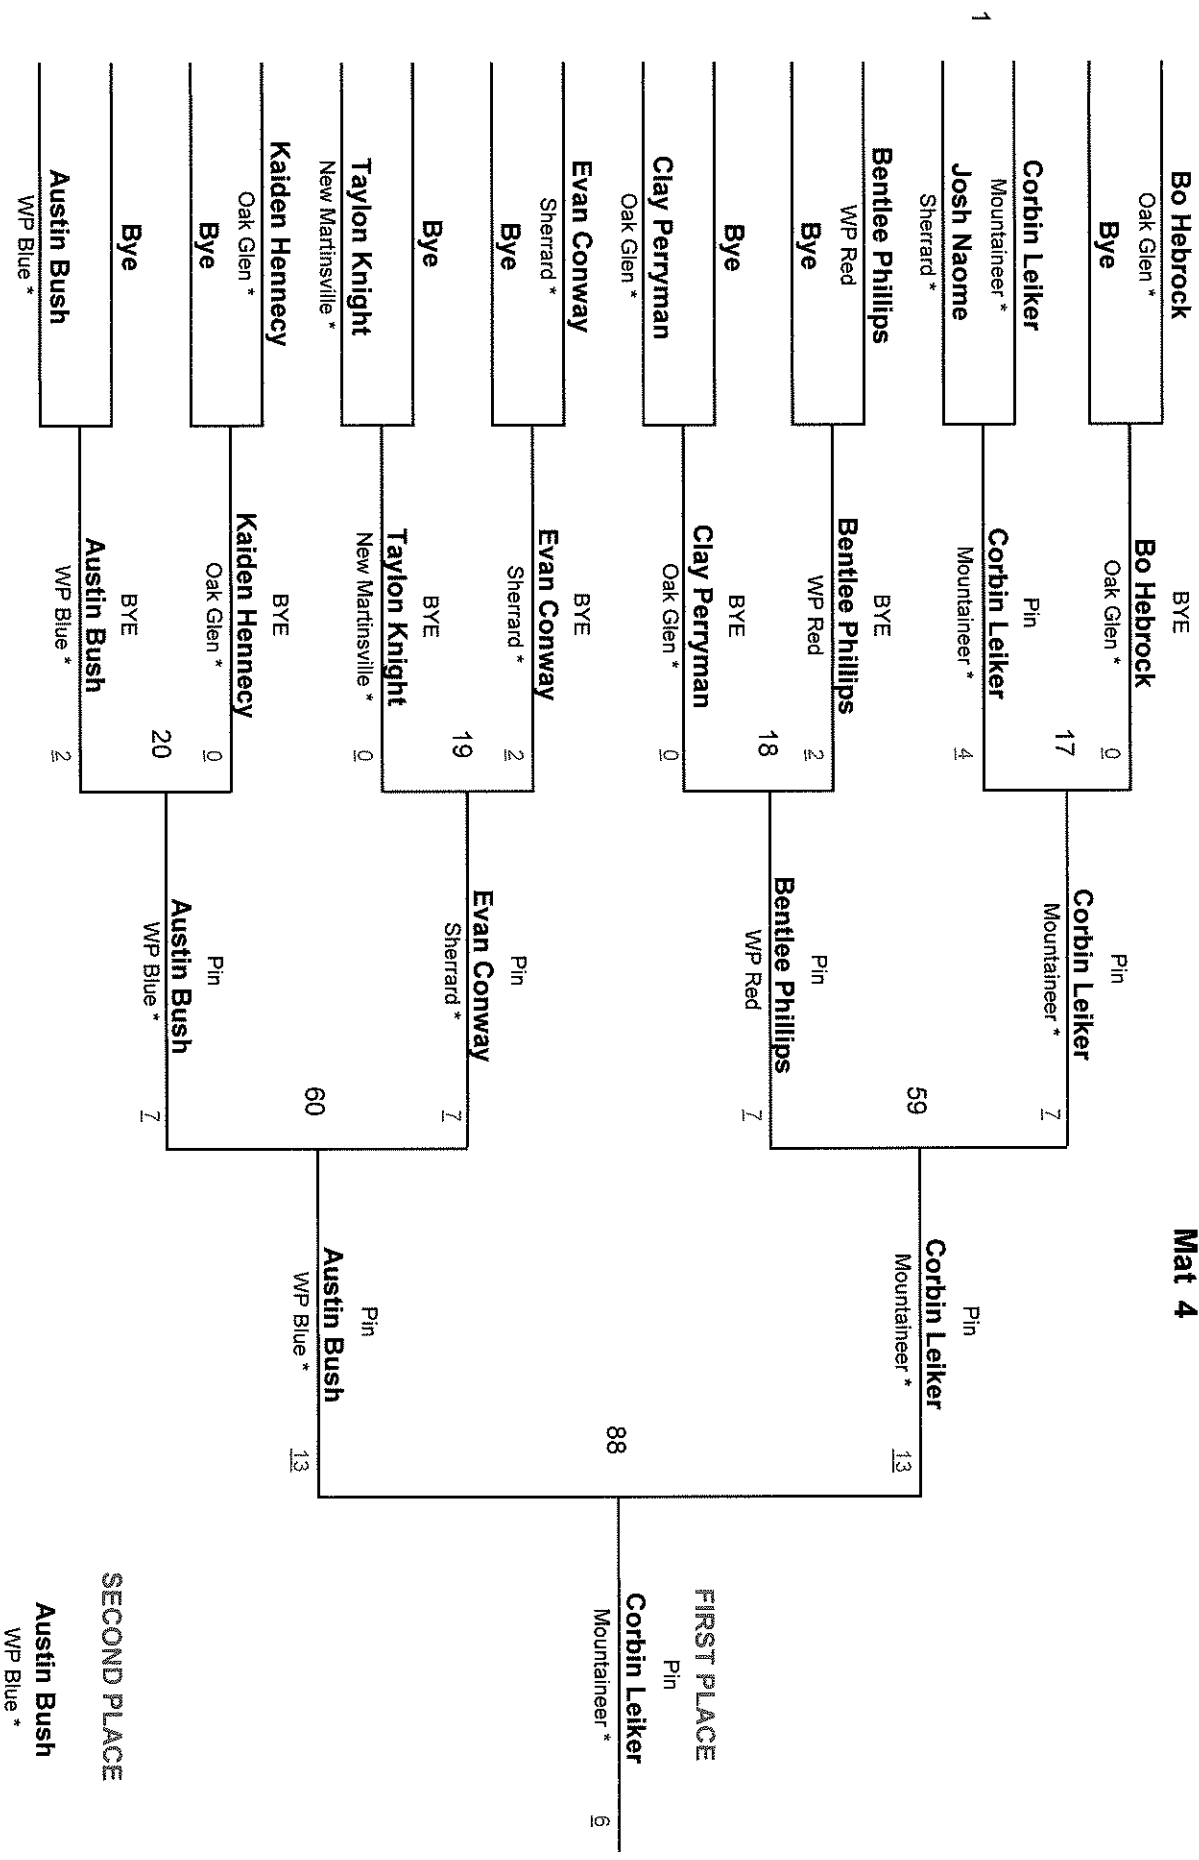 Mat 4
1
Bo Hebrock
Oak Glen *
Bye
Corbin Leiker
Mountaineer *
Josh Naome
Sherrard *
Bentlee Phillips
WP Red
Bye
Bye
Clay Perryman
Oak Glen *
Evan Conway
Sherrard *
Bye
Bye
Taylon Knight
New Martinsville *
Kaiden Hennecy
Oak Glen *
Bye
Bye
Austin Bush
WP Blue *
BYE
Bo Hebrock
Oak Glen *
0
17
Pin
Corbin Leiker
Mountaineer *
4
BYE
Bentlee Phillips
WP Red
2
18
BYE
Clay Perryman
Oak Glen *
0
BYE
Evan Conway
Sherrard *
2
19
BYE
Taylon Knight
New Martinsville *
0
BYE
Kaiden Hennecy
Oak Glen *
0
20
BYE
Austin Bush
WP Blue *
2
Pin
Corbin Leiker
Mountaineer *
7
59
Pin
Bentlee Phillips
WP Red
7
Pin
Evan Conway
Sherrard *
7
60
Pin
Austin Bush
WP Blue *
7
Pin
Corbin Leiker
Mountaineer *
13
88
Pin
Austin Bush
WP Blue *
13
FIRST PLACE
Pin
Corbin Leiker
Mountaineer *
6
SECOND PLACE
Austin Bush
WP Blue *